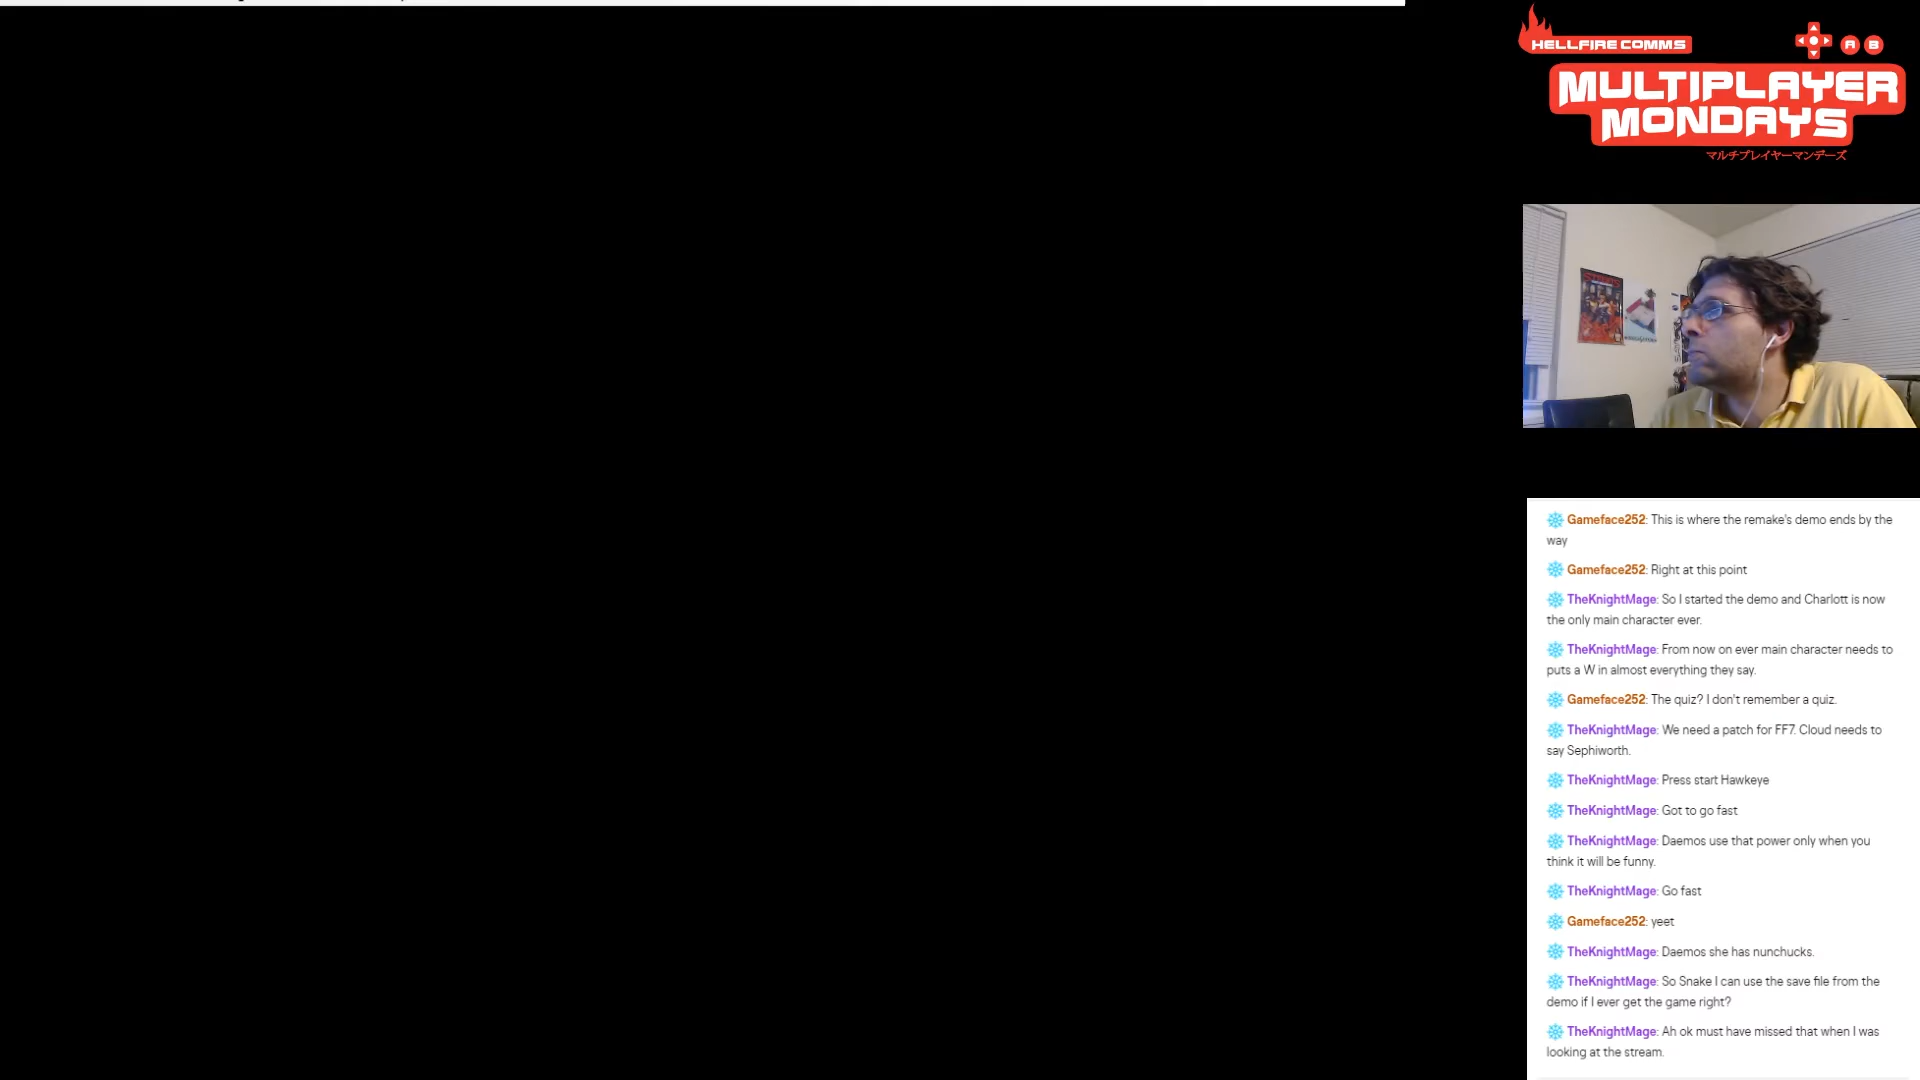 HELLFIRE COMMS
A B
MULTIPLAYER
MONDAYS
マルチプレイヤーマンデーズ
Gameface252: This is where the remake's demo ends by the
way
Gameface252: Right at this point
TheKnightMage: So I started the demo and Charlott is now
the only main character ever.
TheKnightMage: From now on ever main character needs to
puts a W in almost everything they say.
Gameface252: The quiz? I don't remember a quiz.
TheKnightMage: We need a patch for FF7. Cloud needs to
say Sephiworth.
TheKnightMage: Press start Hawkeye
TheKnightMage: Got to go fast
TheKnightMage: Daemos use that power only when you
think it will be funny.
TheKnightMage: Go fast
Gameface252: yeet
TheKnightMage: Daemos she has nunchucks.
TheKnightMage: So Snake I can use the save file from the
demo if I ever get the game right?
TheKnightMage: Ah ok must have missed that when I was
looking at the stream.